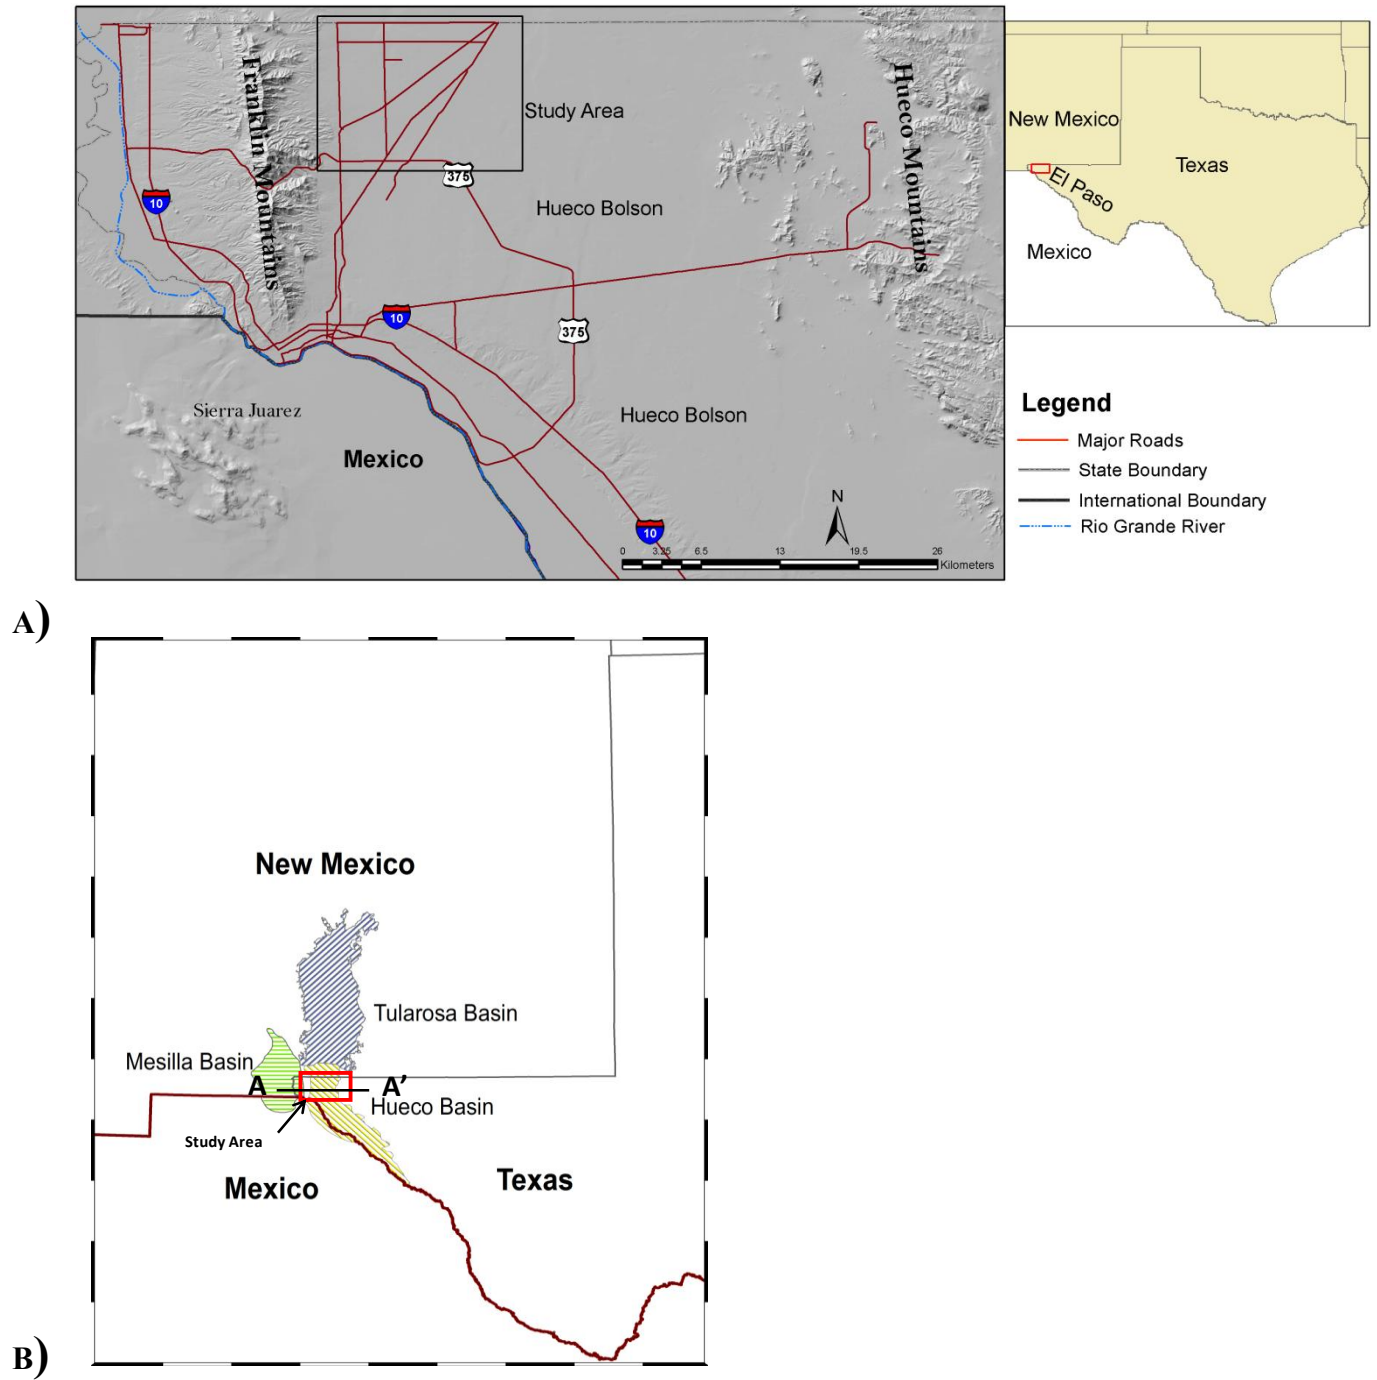 Franklin Mountains
Hueco Mountains
Study Area
375
10
Hueco Bolson
10
375
Sierra Juarez
Mexico
Hueco Bolson
10
N
0 3.25 6.5 13 19.5 26
Kilometers
New Mexico
Texas
El Paso
Mexico
Legend
Major Roads
State Boundary
International Boundary
Rio Grande River
A)
New Mexico
Tularosa Basin
Mesilla Basin
A A’
Hueco Basin
Study Area
Mexico
Texas
B)